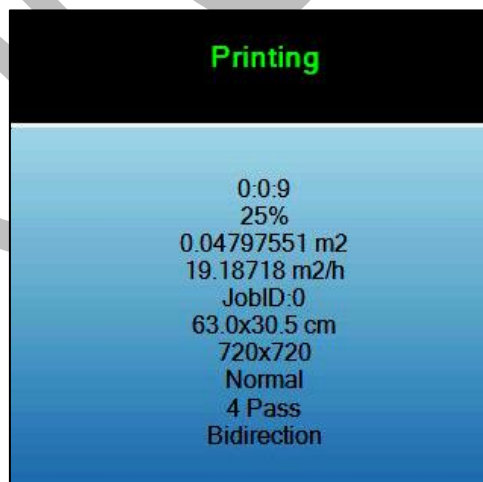 Printing
0:0:9
25%
0.04797551 m2
19.18718 m2/h
JobID:0
63.0x30.5 cm
720x720
Normal
4 Pass
Bidirection